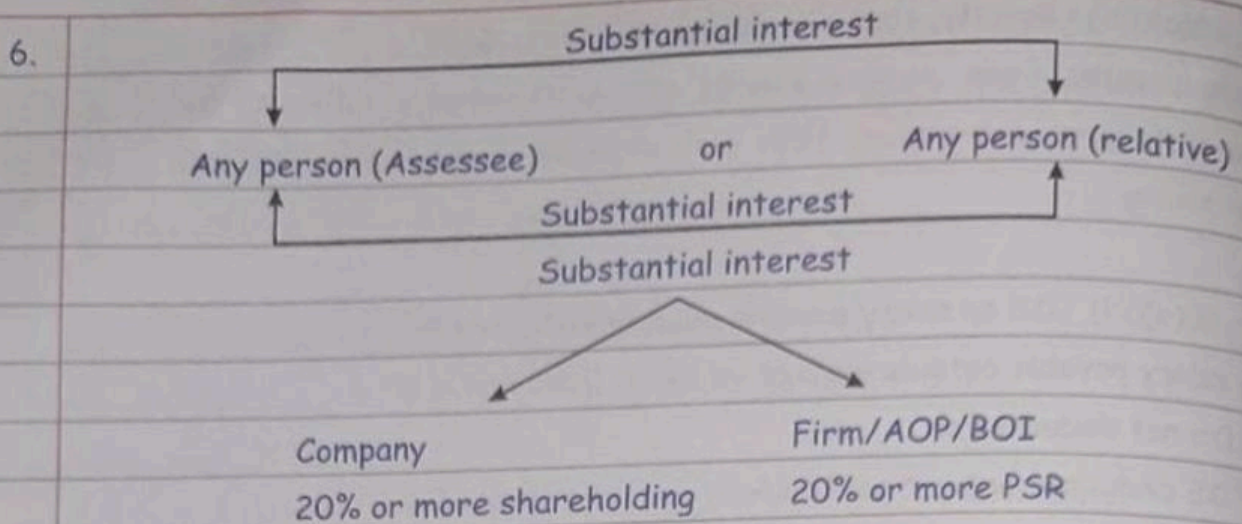 6.
Substantial interest
Any person (Assessee) or Any person (relative)
Substantial interest
Substantial interest
Company
20% or more shareholding
Firm/AOP/BOI
20% or more PSR